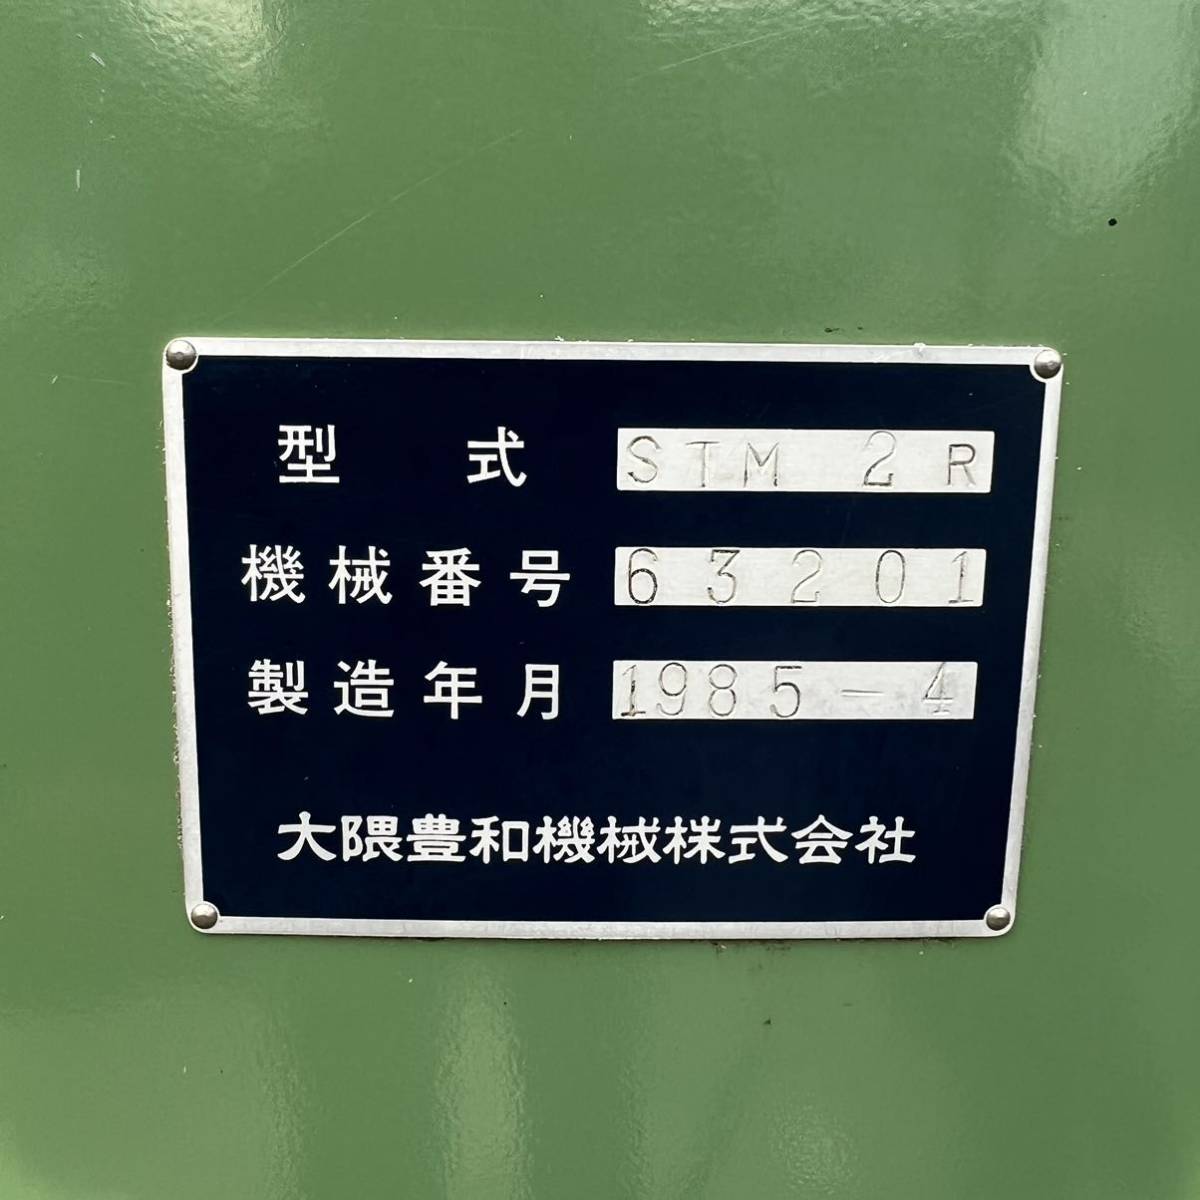 型式 STM 2R
機械番号 63201
製造年月 1985-4
大隈豊和機械株式会社